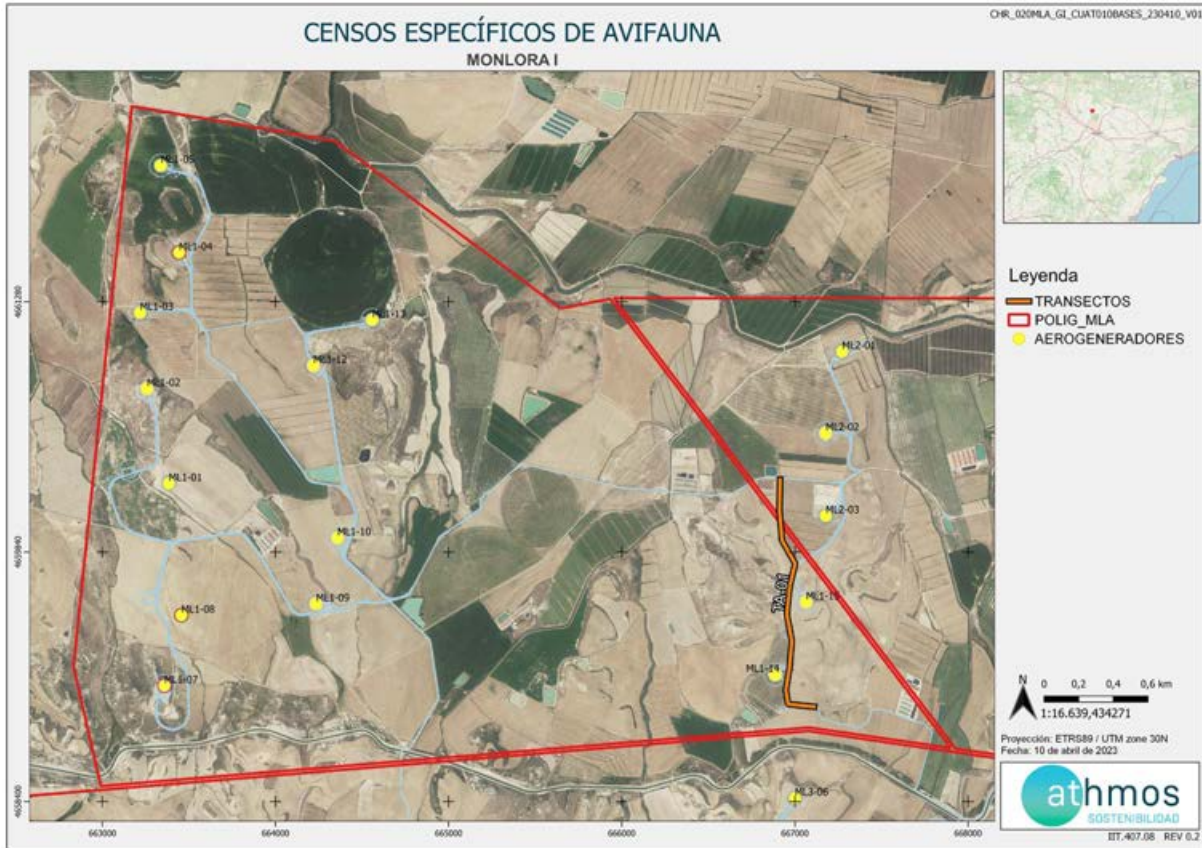 CHR_020MLA_GI_CUAT010BASES_230410_V01
CENSOS ESPECÍFICOS DE AVIFAUNA
MONLORA I
ML1-05
ML1-04
ML1-03
ML1-13
ML1-12
ML1-02
ML1-01
ML1-10
ML1-09
ML1-08
ML1-07
ML2-01
ML2-02
ML2-03
TA-01
ML1-15
ML1-14
ML3-06
4661280
4659840
4658400
663000
664000
665000
666000
667000
668000
Leyenda
TRANSECTOS
POLIG_MLA
AEROGENERADORES
N
0 0,2 0,4 0,6 km
1:16.639,434271
Proyección: ETRS89 / UTM zone 30N
Fecha: 10 de abril de 2023
athmos
SOSTENIBILIDAD
IIT.407.08 REV 0.2